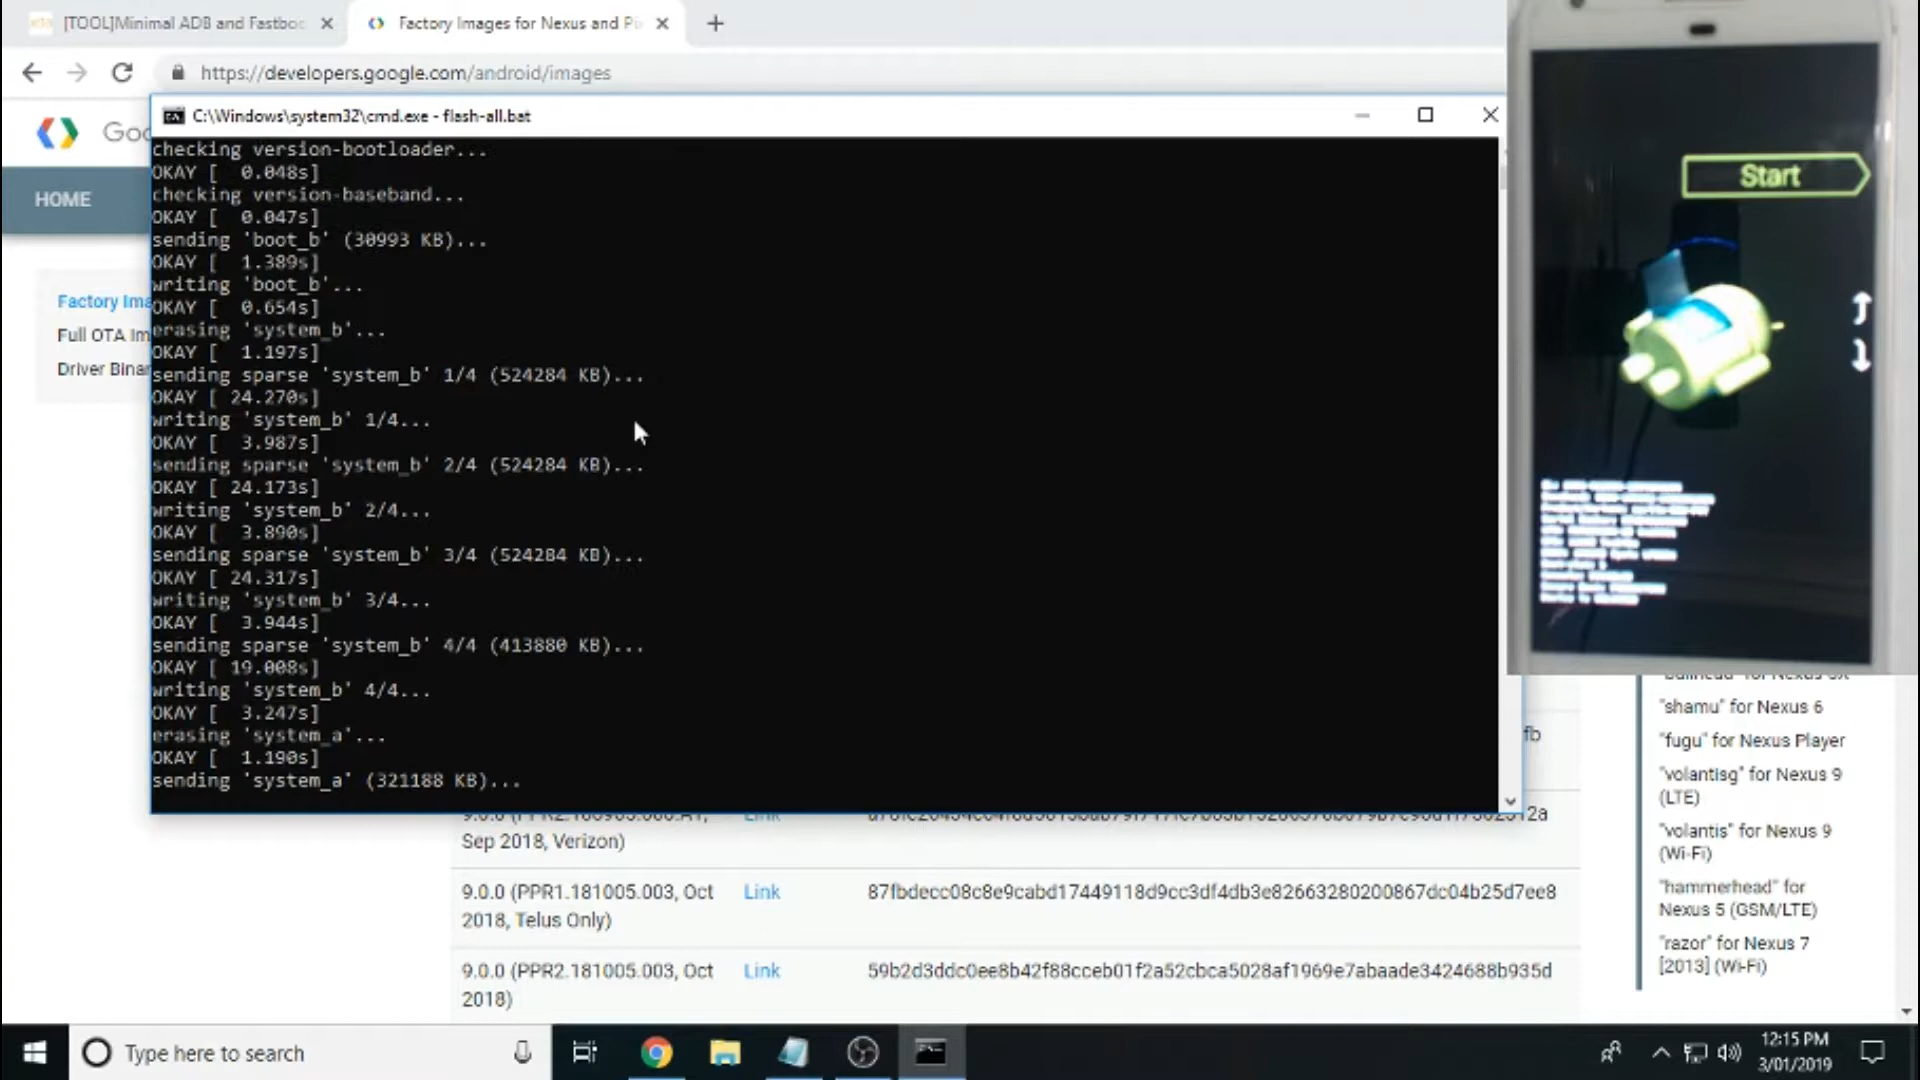 [TOOL]Minimal ADB and Fastboo
Factory Images for Nexus and Pi
https://developers.google.com/android/images
C:\Windows\system32\cmd.exe - flash-all.bat
Goo
HOME
Factory Ima
Full OTA Im
Driver Binar
checking version-bootloader...
OKAY [  0.048s]
checking version-baseband...
OKAY [  0.047s]
sending 'boot_b' (30993 KB)...
OKAY [  1.389s]
writing 'boot_b'...
OKAY [  0.654s]
erasing 'system_b'...
OKAY [  1.197s]
sending sparse 'system_b' 1/4 (524284 KB)...
OKAY [ 24.270s]
writing 'system_b' 1/4...
OKAY [  3.987s]
sending sparse 'system_b' 2/4 (524284 KB)...
OKAY [ 24.173s]
writing 'system_b' 2/4...
OKAY [  3.890s]
sending sparse 'system_b' 3/4 (524284 KB)...
OKAY [ 24.317s]
writing 'system_b' 3/4...
OKAY [  3.944s]
sending sparse 'system_b' 4/4 (413880 KB)...
OKAY [ 19.008s]
writing 'system_b' 4/4...
OKAY [  3.247s]
erasing 'system_a'...
OKAY [  1.190s]
sending 'system_a' (321188 KB)...
Start
"shamu" for Nexus 6
"fugu" for Nexus Player
"volantisg" for Nexus 9
(LTE)
"volantis" for Nexus 9
(Wi-Fi)
"hammerhead" for
Nexus 5 (GSM/LTE)
"razor" for Nexus 7
[2013] (Wi-Fi)
fb
Sep 2018, Verizon)
9.0.0 (PPR1.181005.003, Oct
2018, Telus Only)
Link
87fbdecc08c8e9cabd17449118d9cc3df4db3e82663280200867dc04b25d7ee8
9.0.0 (PPR2.181005.003, Oct
2018)
Link
59b2d3ddc0ee8b42f88cceb01f2a52cbca5028af1969e7abaade3424688b935d
Type here to search
12:15 PM
3/01/2019